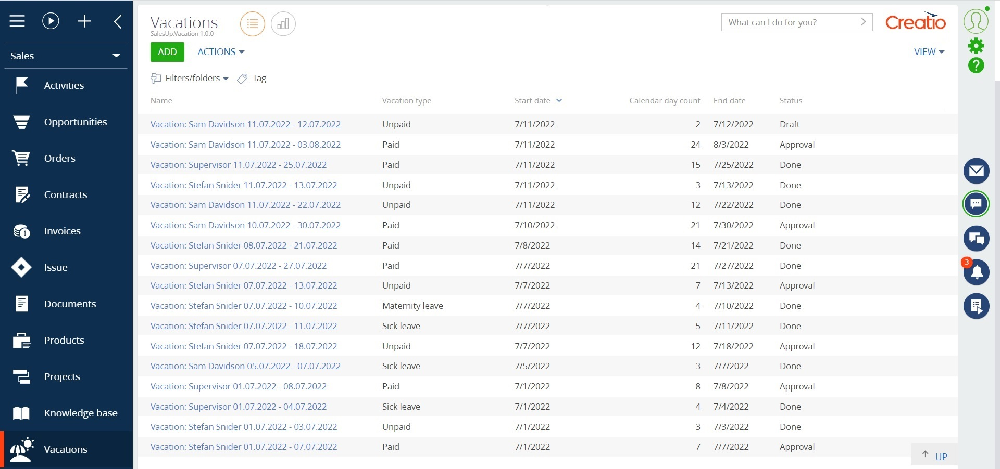 Sales
Activities
Opportunities
Orders
Contracts
Invoices
Issue
Documents
Products
Projects
Knowledge base
Vacations
Vacations
SalesUp.Vacation 1.0.0
What can I do for you?
Creatio
ADD ACTIONS VIEW
Filters/folders Tag
Name Vacation type Start date Calendar day count End date Status
Vacation: Sam Davidson 11.07.2022 - 12.07.2022 Unpaid 7/11/2022 2 7/12/2022 Draft
Vacation: Sam Davidson 11.07.2022 - 03.08.2022 Paid 7/11/2022 24 8/3/2022 Approval
Vacation: Supervisor 11.07.2022 - 25.07.2022 Paid 7/11/2022 15 7/25/2022 Done
Vacation: Stefan Snider 11.07.2022 - 13.07.2022 Unpaid 7/11/2022 3 7/13/2022 Done
Vacation: Sam Davidson 11.07.2022 - 22.07.2022 Unpaid 7/11/2022 12 7/22/2022 Done
Vacation: Sam Davidson 10.07.2022 - 30.07.2022 Paid 7/10/2022 21 7/30/2022 Approval
Vacation: Stefan Snider 08.07.2022 - 21.07.2022 Paid 7/8/2022 14 7/21/2022 Done
Vacation: Supervisor 07.07.2022 - 27.07.2022 Paid 7/7/2022 21 7/27/2022 Done
Vacation: Stefan Snider 07.07.2022 - 13.07.2022 Unpaid 7/7/2022 7 7/13/2022 Approval
Vacation: Stefan Snider 07.07.2022 - 10.07.2022 Maternity leave 7/7/2022 4 7/10/2022 Done
Vacation: Stefan Snider 07.07.2022 - 11.07.2022 Sick leave 7/7/2022 5 7/11/2022 Done
Vacation: Stefan Snider 07.07.2022 - 18.07.2022 Unpaid 7/7/2022 12 7/18/2022 Approval
Vacation: Sam Davidson 05.07.2022 - 07.07.2022 Sick leave 7/5/2022 3 7/7/2022 Done
Vacation: Supervisor 01.07.2022 - 08.07.2022 Paid 7/1/2022 8 7/8/2022 Approval
Vacation: Supervisor 01.07.2022 - 04.07.2022 Sick leave 7/1/2022 4 7/4/2022 Done
Vacation: Stefan Snider 01.07.2022 - 03.07.2022 Unpaid 7/1/2022 3 7/3/2022 Done
Vacation: Stefan Snider 01.07.2022 - 07.07.2022 Paid 7/1/2022 7 7/7/2022 Approval
UP
?
3